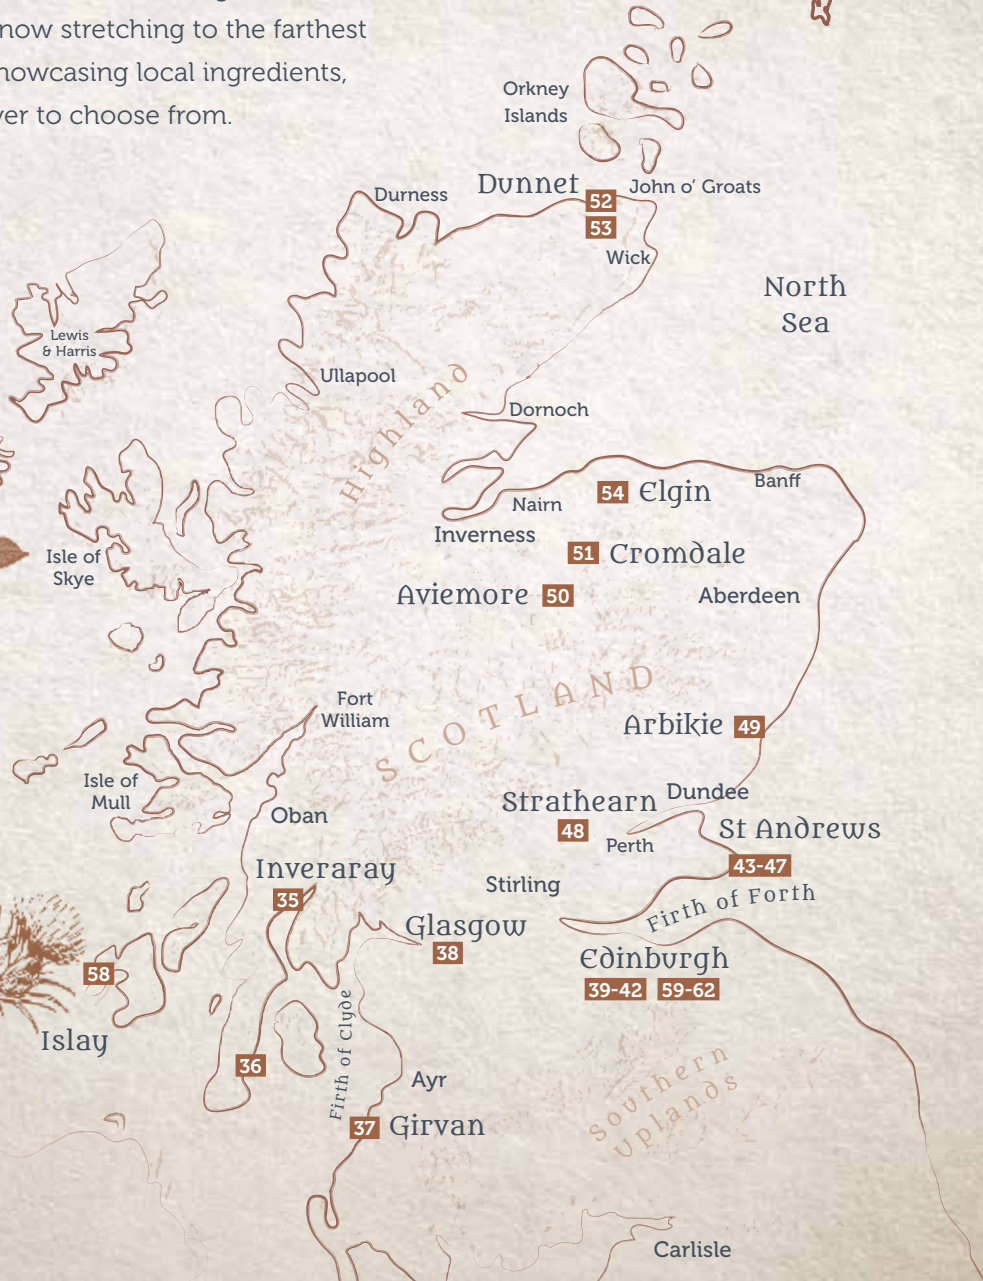 now stretching to the farthest
howcasing local ingredients,
ver to choose from.
Orkney
Islands
Dunnet
John o’ Groats
52
53
Durness
Wick
North
Sea
Lewis
& Harris
Ullapool
Highland
Dornoch
Banff
54 Elgin
Nairn
Inverness
51 Cromdale
Isle of
Skye
Aviemore 50
Aberdeen
SCOTLAND
Fort
William
Arbikie 49
Isle of
Mull
Dundee
Strathearn
48
Oban
St Andrews
43-47
Perth
Inveraray
35
Stirling
Firth of Forth
Glasgow
38
Edinburgh
39-42 59-62
58
Islay
Firth of Clyde
36
Ayr
Southern
Uplands
37 Girvan
Carlisle